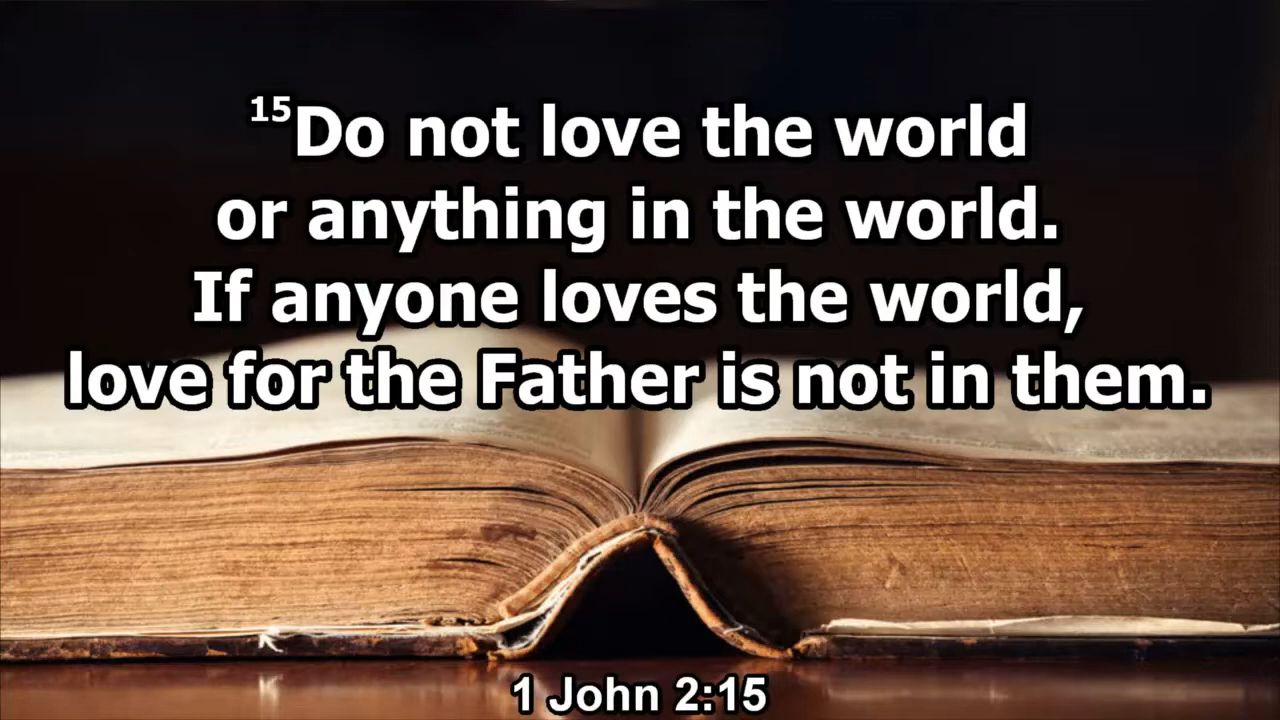 15Do not love the world
or anything in the world.
If anyone loves the world,
love for the Father is not in them.
1 John 2:15